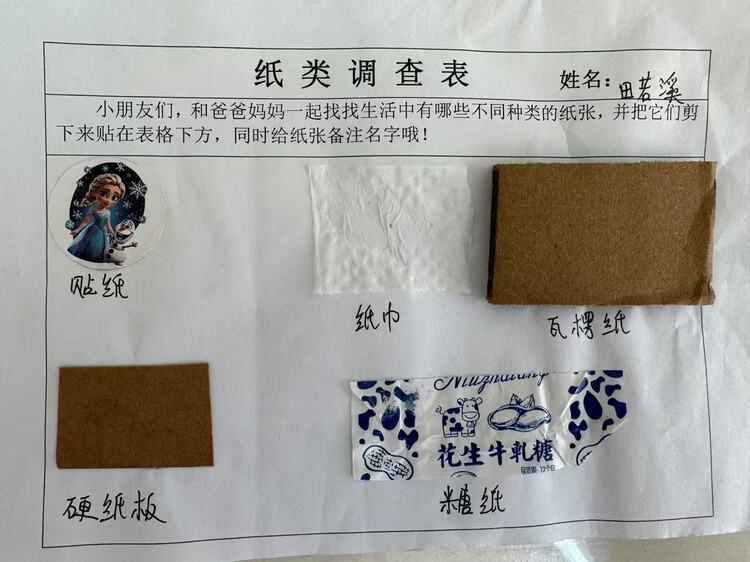 纸类调查表
姓名：田若溪
小朋友们，和爸爸妈妈一起找找生活中有哪些不同种类的纸张，并把它们剪
下来贴在表格下方，同时给纸张备注名字哦！
贴纸
纸巾
瓦楞纸
花生牛轧糖
硬纸板
糖纸